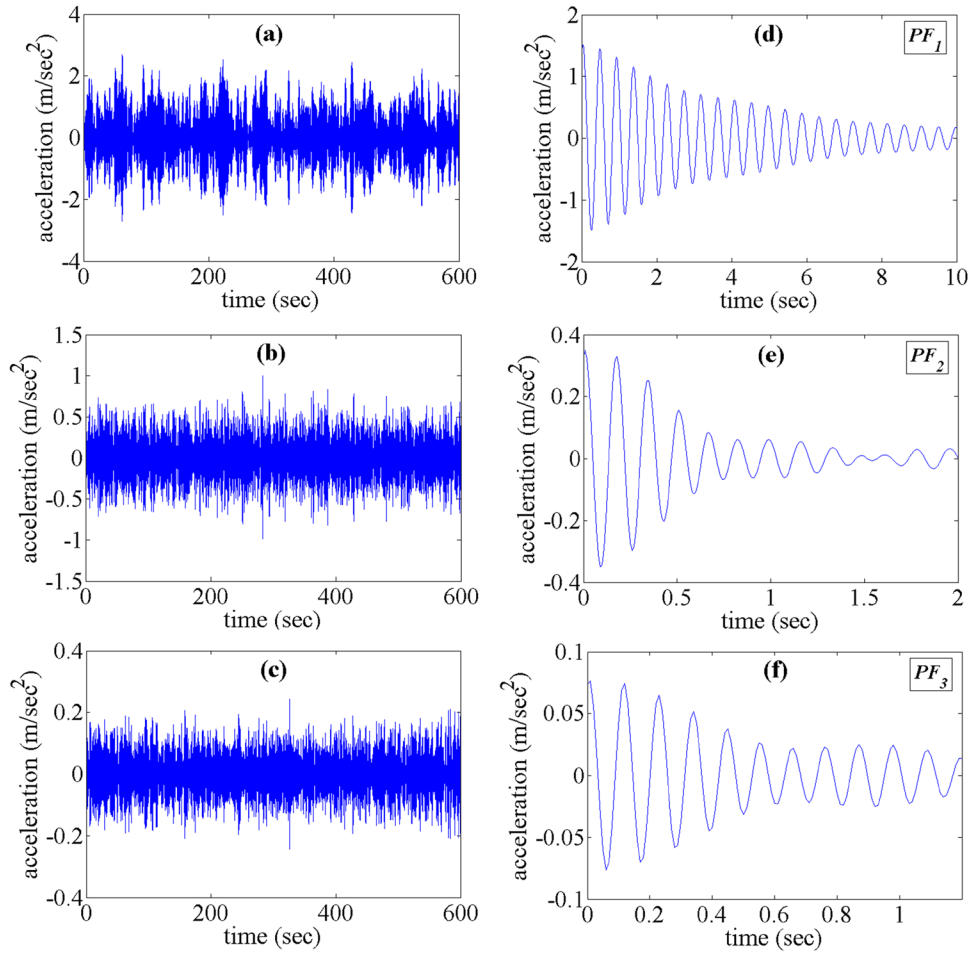 (a)
acceleration (m/sec²)
4
2
0
-2
-4
0 200 400 600
time (sec)
(d)
PF₁
acceleration (m/sec²)
2
1
0
-1
-2
0 2 4 6 8 10
time (sec)
(b)
acceleration (m/sec²)
1.5
1
0.5
0
-0.5
-1
-1.5
0 200 400 600
time (sec)
(e)
PF₂
acceleration (m/sec²)
0.4
0.2
0
-0.2
-0.4
0 0.5 1 1.5 2
time (sec)
(c)
acceleration (m/sec²)
0.4
0.2
0
-0.2
-0.4
0 200 400 600
time (sec)
(f)
PF₃
acceleration (m/sec²)
0.1
0.05
0
-0.05
-0.1
0 0.2 0.4 0.6 0.8 1
time (sec)